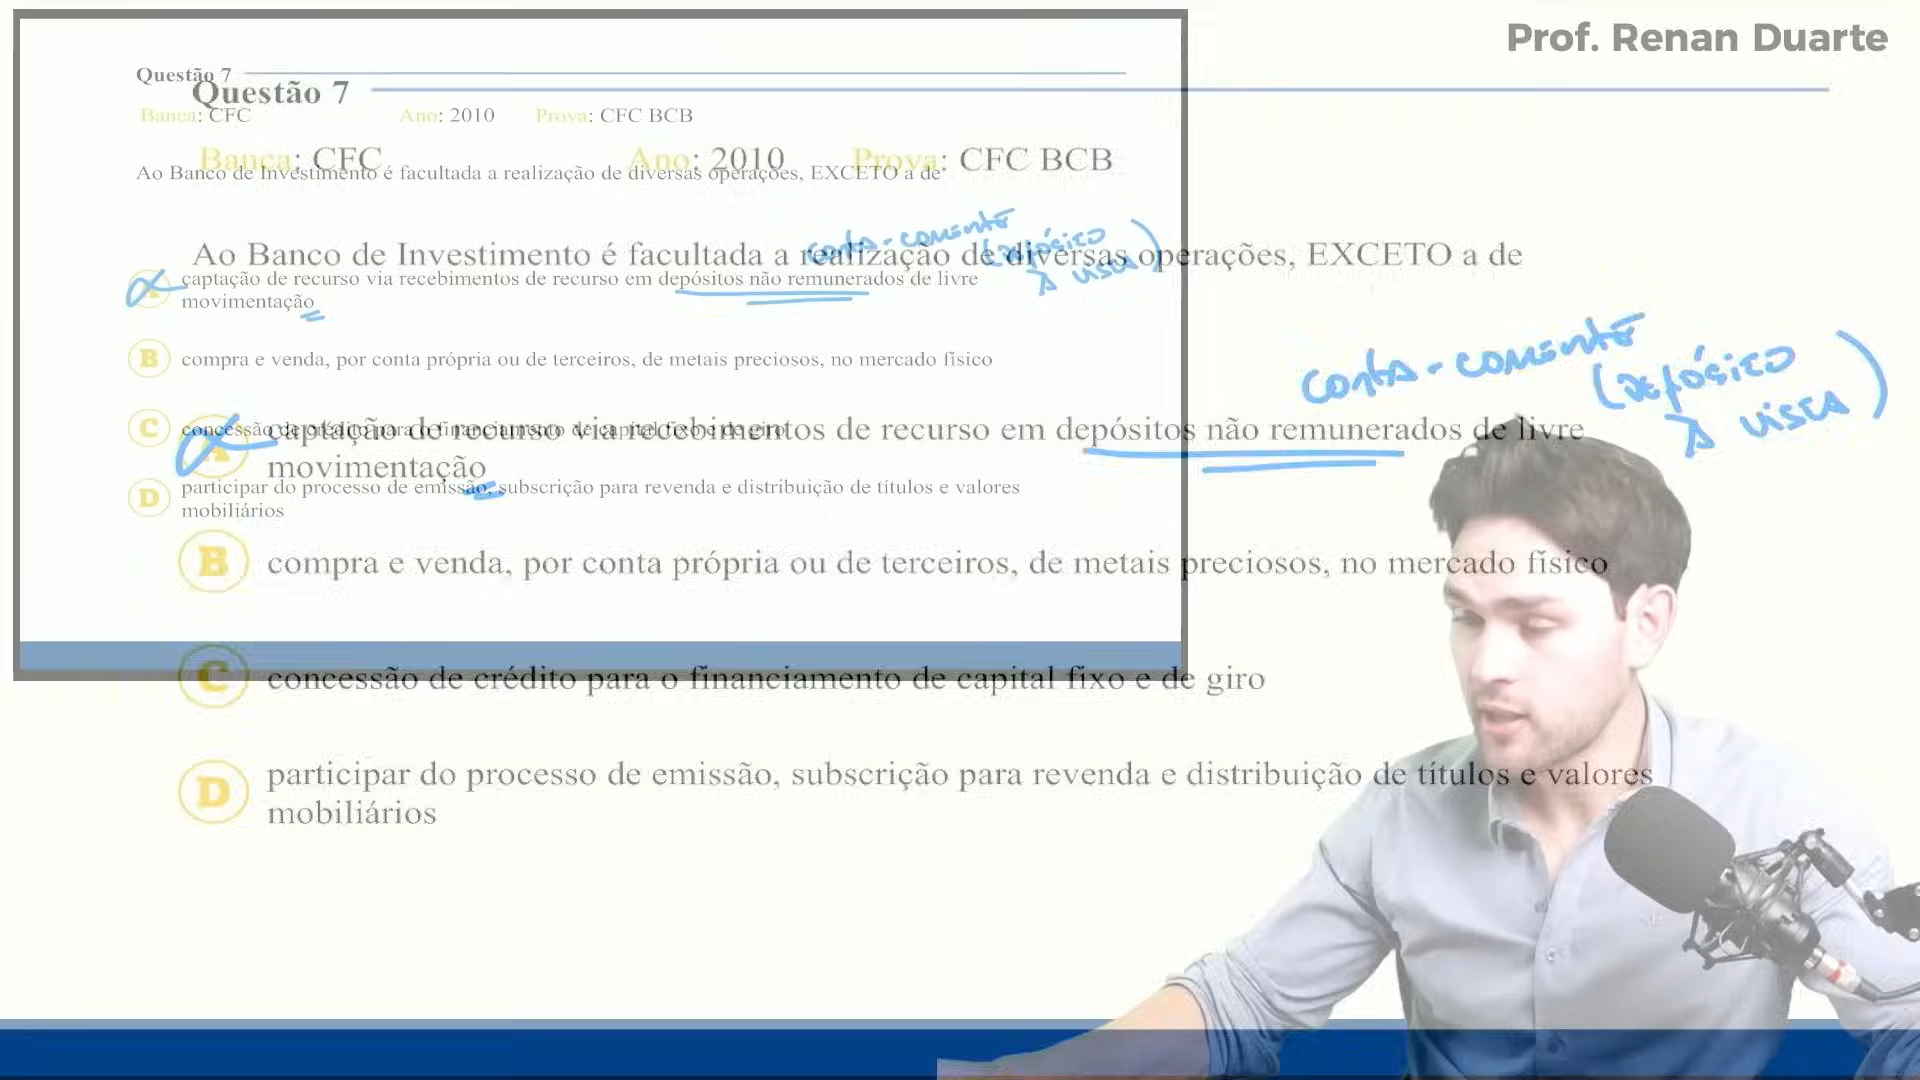 Prof. Renan Duarte
Questão 7
Banca: CFC Ano: 2010 Prova: CFC BCB
Ao Banco de Investimento é facultada a realização de diversas operações, EXCETO a de
conta-corrente
(depósito
à vista)
A captação de recurso via recebimentos de recurso em depósitos não remunerados de livre
movimentação
B compra e venda, por conta própria ou de terceiros, de metais preciosos, no mercado físico
C concessão de crédito para o financiamento de capital fixo e de giro
D participar do processo de emissão, subscrição para revenda e distribuição de títulos e valores
mobiliários
Questão 7
Banca: CFC Ano: 2010 Prova: CFC BCB
Ao Banco de Investimento é facultada a realização de diversas operações, EXCETO a de
conta-corrente
(depósito
à vista)
A captação de recurso via recebimentos de recurso em depósitos não remunerados de livre
movimentação
B compra e venda, por conta própria ou de terceiros, de metais preciosos, no mercado físico
C concessão de crédito para o financiamento de capital fixo e de giro
D participar do processo de emissão, subscrição para revenda e distribuição de títulos e valores
mobiliários